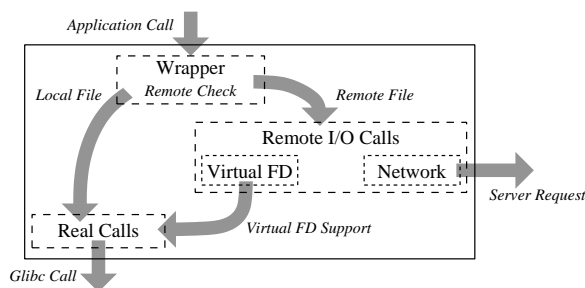 Application Call
Wrapper
Remote Check
Local File
Remote File
Remote I/O Calls
Virtual FD
Network
Server Request
Real Calls
Virtual FD Support
Glibc Call